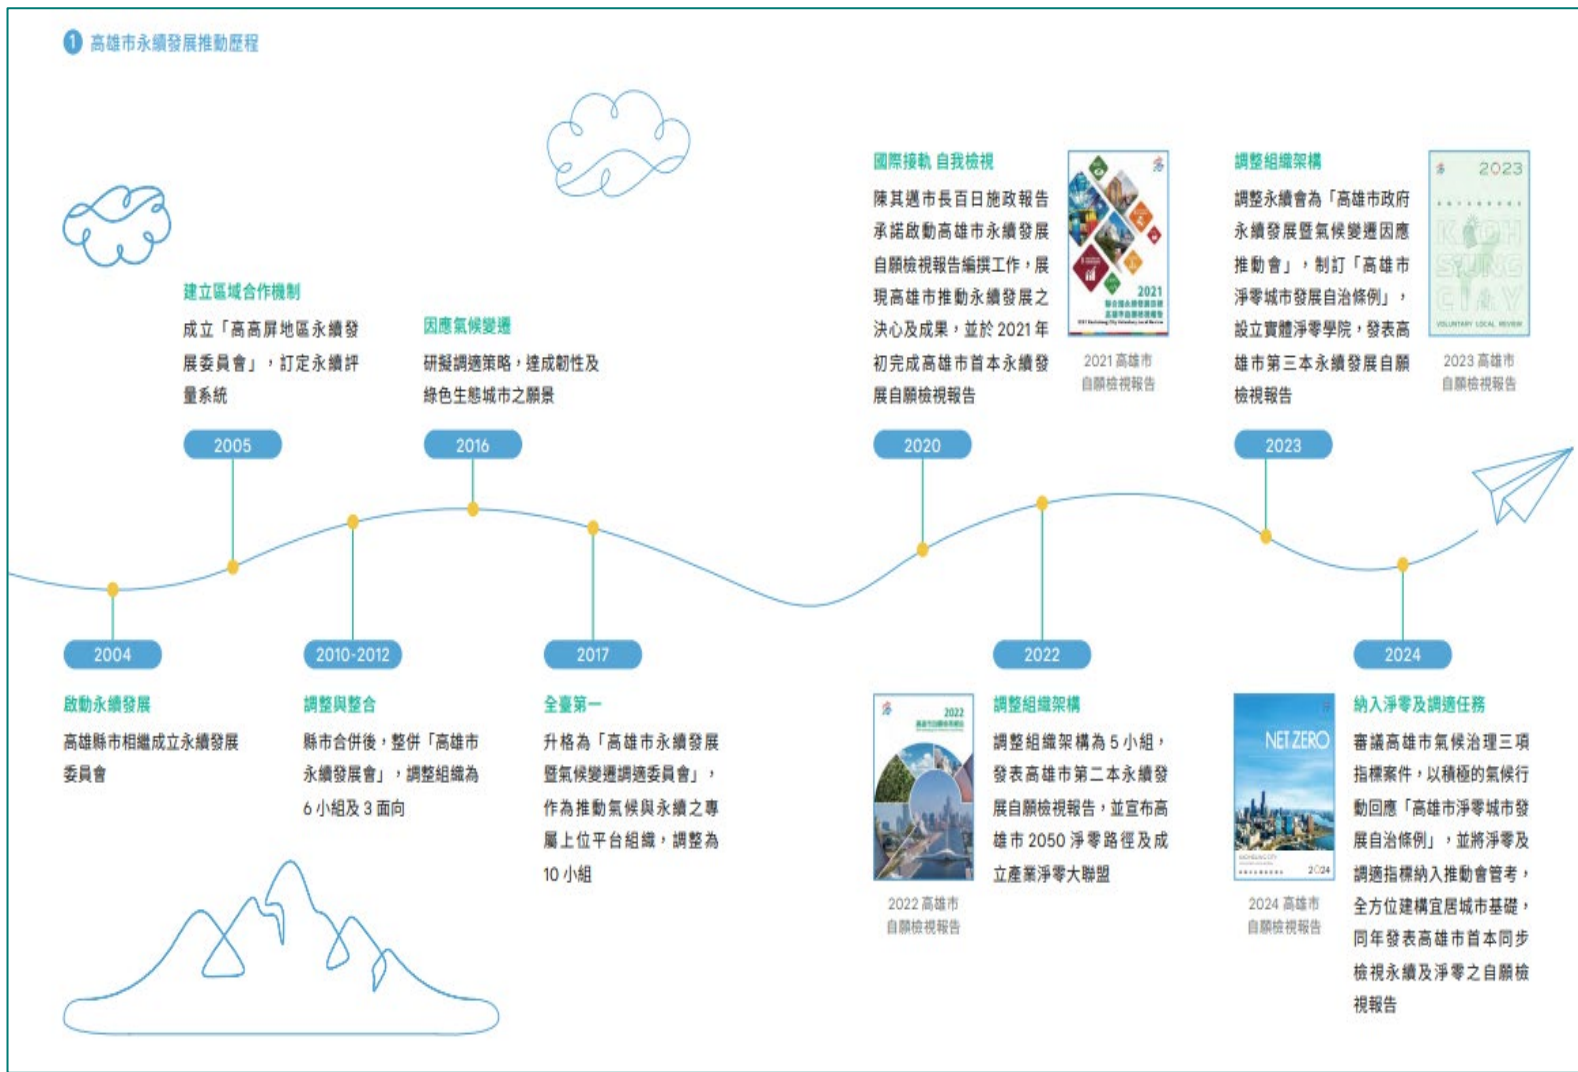 1 高雄市永續發展推動歷程
建立區域合作機制
成立「高高屏地區永續發
展委員會」，訂定永續評
量系統
2005
因應氣候變遷
研擬調適策略，達成韌性及
綠色生態城市之願景
2016
國際接軌 自我檢視
陳其邁市長百日施政報告
承諾啟動高雄市永續發展
自願檢視報告編撰工作，展
現高雄市推動永續發展之
決心及成果，並於 2021 年
初完成高雄市首本永續發
展自願檢視報告
2020
2021
2021 高雄市
自願檢視報告
調整組織架構
調整永續會為「高雄市政府
永續發展暨氣候變遷因應
推動會」，制訂「高雄市
淨零城市發展自治條例」，
設立實體淨零學院，發表高
雄市第三本永續發展自願
檢視報告
2023
2023
VOLUNTARY LOCAL REVIEW
2023 高雄市
自願檢視報告
2004
啟動永續發展
高雄縣市相繼成立永續發展
委員會
2010-2012
調整與整合
縣市合併後，整併「高雄市
永續發展會」，調整組織為
6 小組及 3 面向
2017
全臺第一
升格為「高雄市永續發展
暨氣候變遷調適委員會」，
作為推動氣候與永續之專
屬上位平台組織，調整為
10 小組
2022
2022 高雄市
自願檢視報告
2022
調整組織架構
調整組織架構為 5 小組，
發表高雄市第二本永續發
展自願檢視報告，並宣布高
雄市 2050 淨零路徑及成
立產業淨零大聯盟
NET ZERO
2024
2024 高雄市
自願檢視報告
2024
納入淨零及調適任務
審議高雄市氣候治理三項
指標案件，以積極的氣候行
動回應「高雄市淨零城市發
展自治條例」，並將淨零及
調適指標納入推動會管考，
全方位建構宜居城市基礎，
同年發表高雄市首本同步
檢視永續及淨零之自願檢
視報告